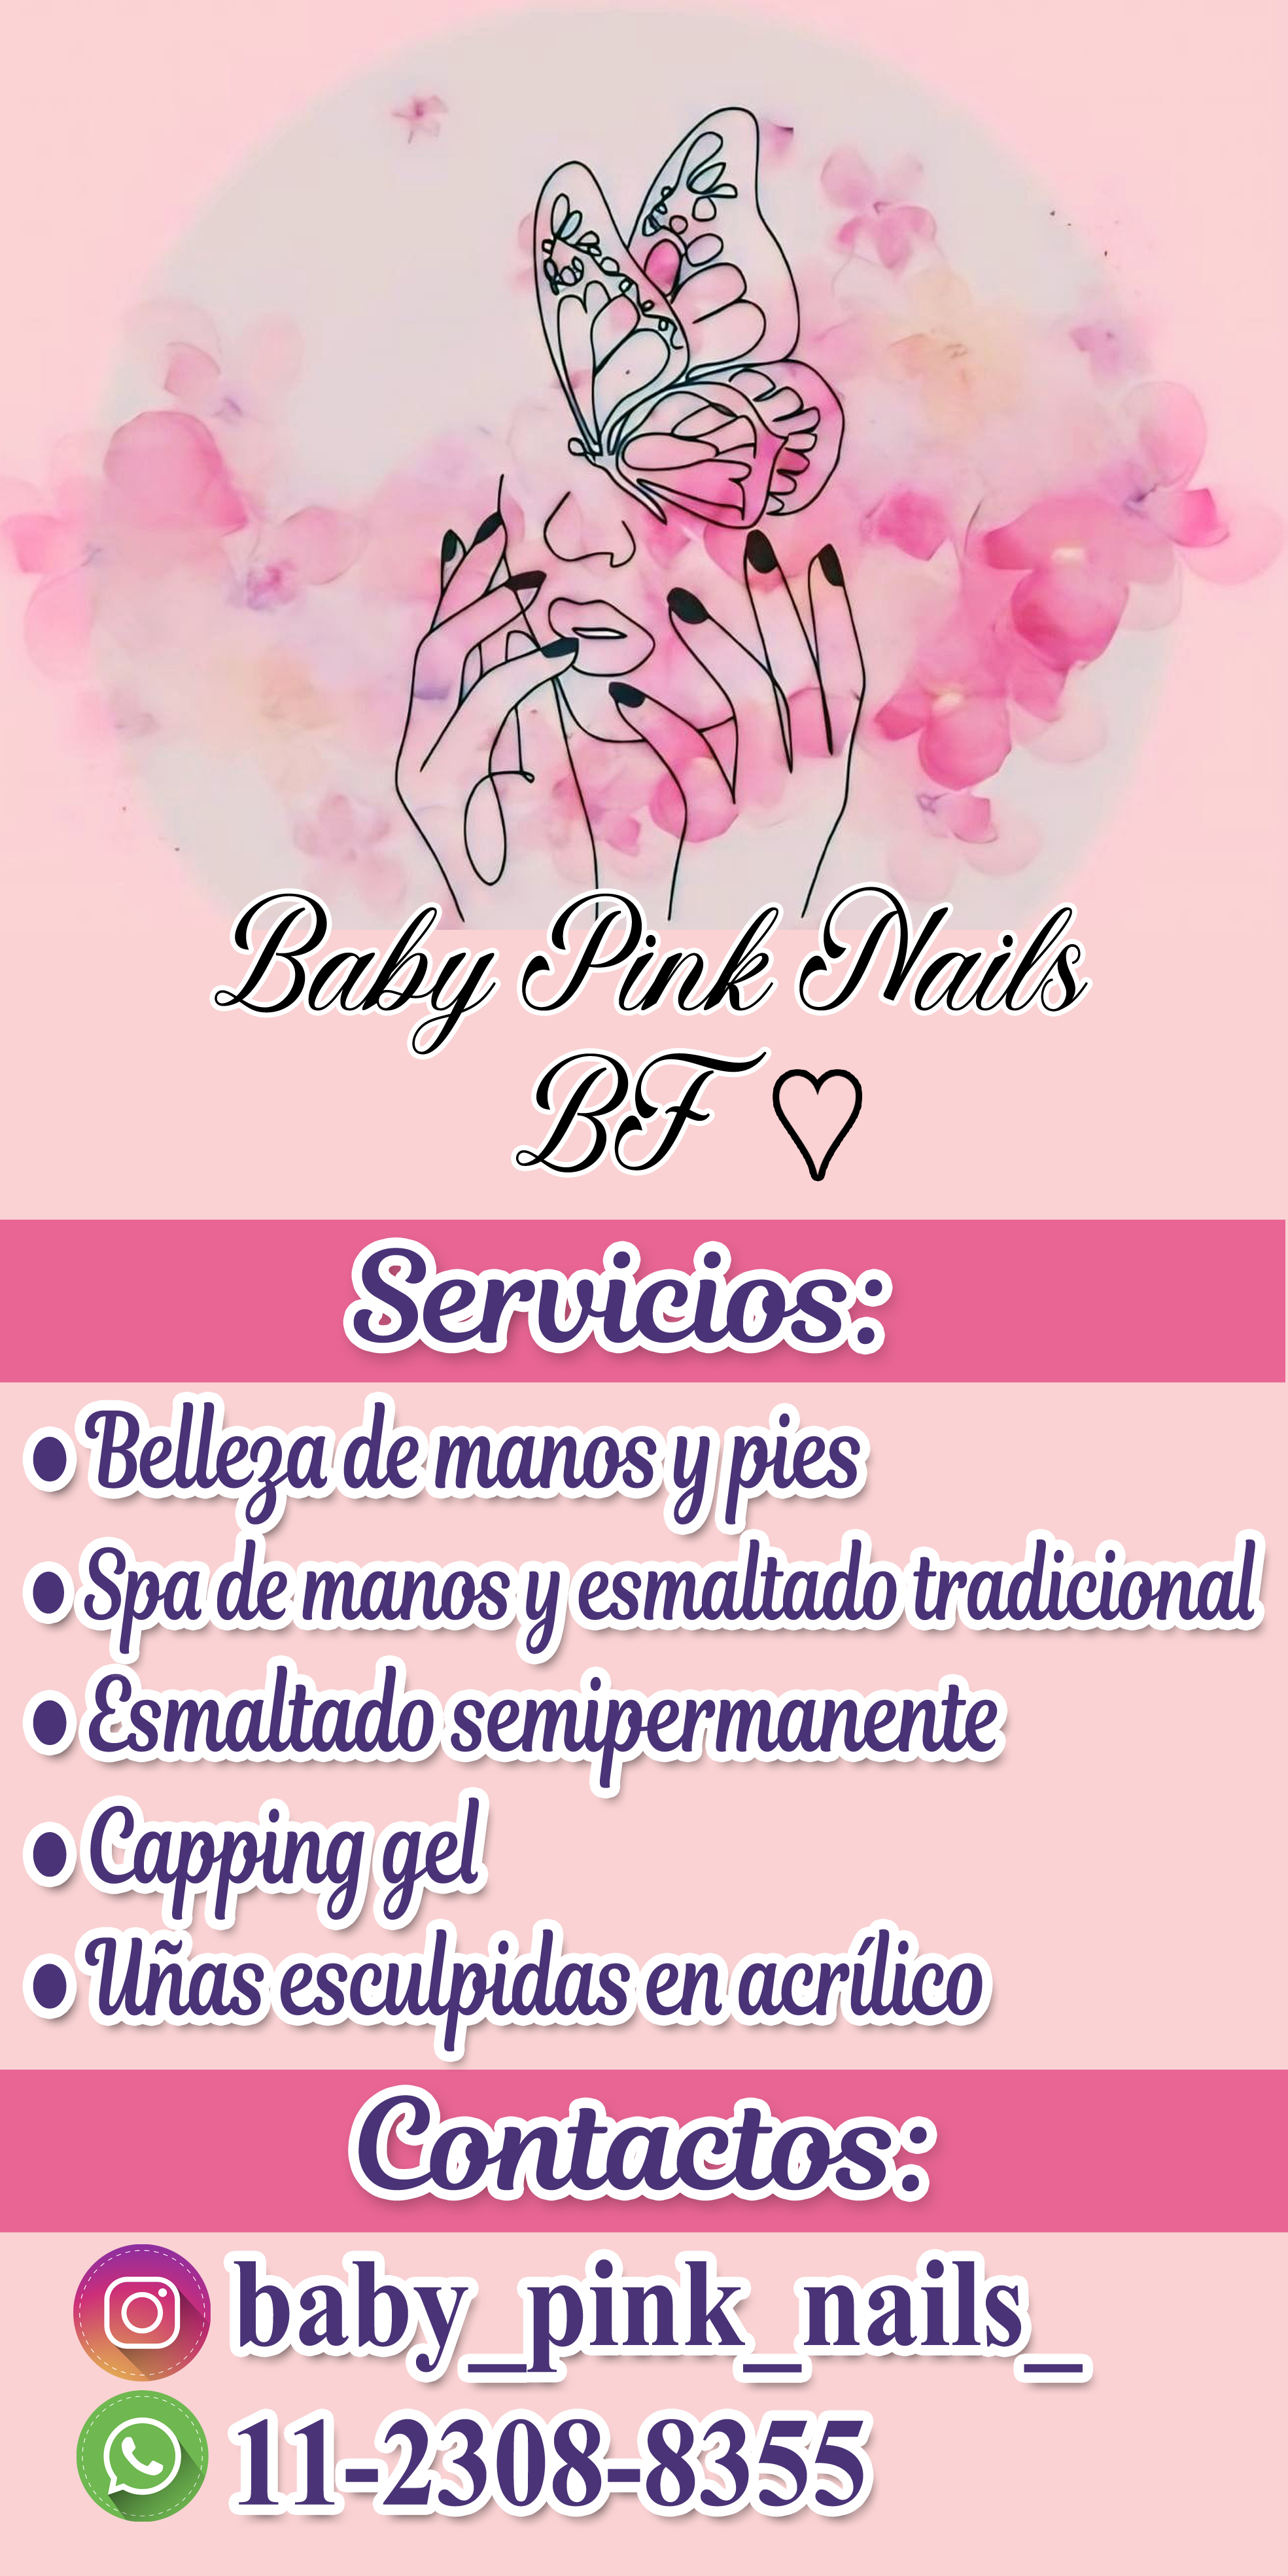 Baby Pink Nails
BF ♡
Servicios:
• Belleza de manos y pies
• Spa de manos y esmaltado tradicional
• Esmaltado semipermanente
• Capping gel
• Uñas esculpidas en acrílico
Contactos:
baby_pink_nails_
11-2308-8355